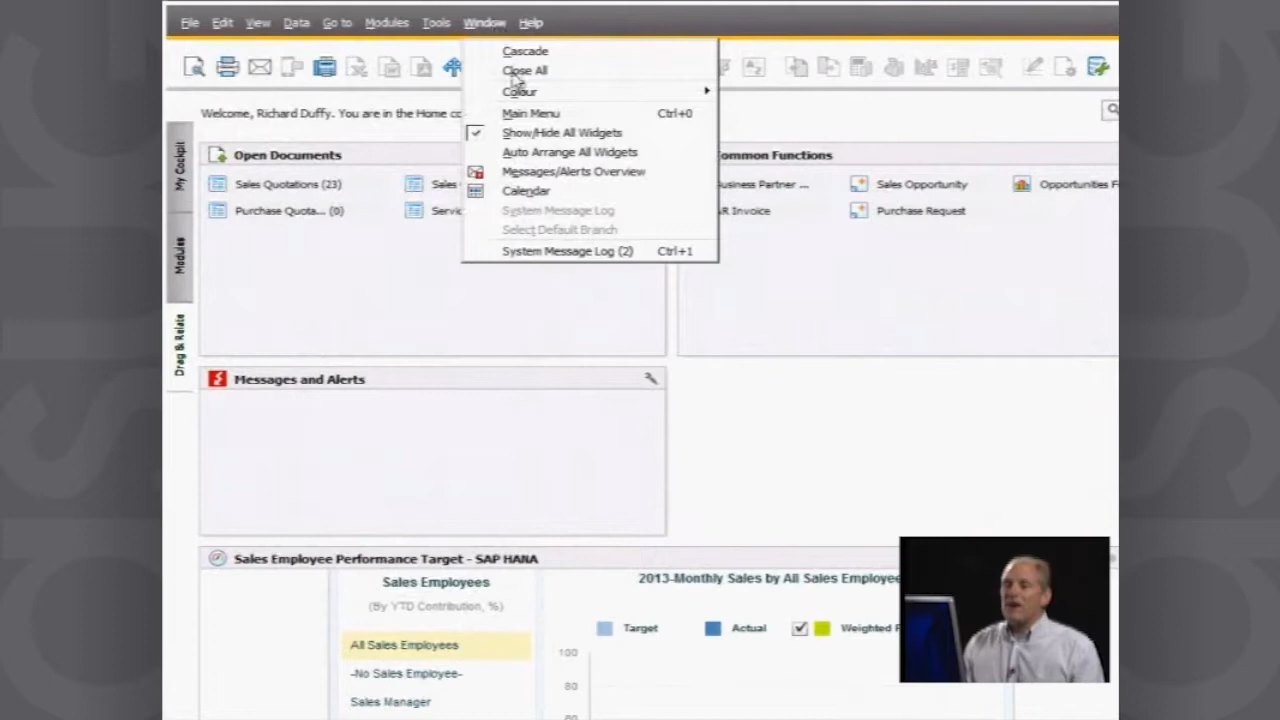 File Edit View Data Go to Modules Tools Window Help
Cascade
Close All
Colour
Main Menu Ctrl+0
Show/Hide All Widgets
Auto Arrange All Widgets
Messages/Alerts Overview
Calendar
System Message Log
Select Default Branch
System Message Log (2) Ctrl+1
Welcome, Richard Duffy. You are in the Home
My Cockpit
Modules
Drag & Relate
Open Documents
Sales Quotations (23) Sales
Purchase Quota... (0)
Functions
Partner ... Sales Opportunity Opportunities
Invoice Purchase Request
Messages and Alerts
Sales Employee Performance Target - SAP HANA
Sales Employees
(By YTD Contribution, %)
All Sales Employees
-No Sales Employee-
Sales Manager
2013-Monthly Sales by All Sales Employee
Target Actual Weighted
100
80